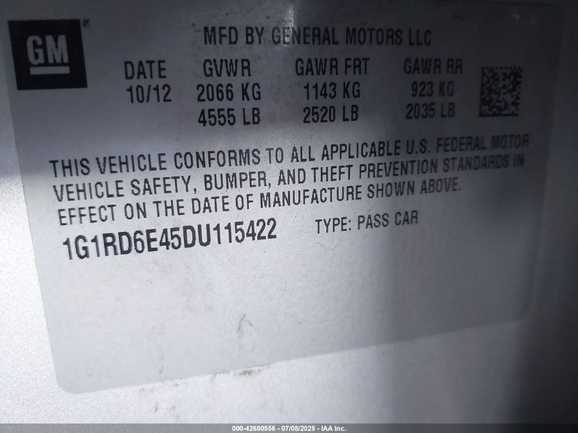 GM
MFD BY GENERAL MOTORS LLC
DATE GVWR GAWR FRT GAWR RR
10/12 2066 KG 1143 KG 923 KG
4555 LB 2520 LB 2035 LB
THIS VEHICLE CONFORMS TO ALL APPLICABLE U.S. FEDERAL MOTOR
VEHICLE SAFETY, BUMPER, AND THEFT PREVENTION STANDARDS IN
EFFECT ON THE DATE OF MANUFACTURE SHOWN ABOVE.
1G1RD6E45DU115422 TYPE: PASS CAR
000-42680556 - 07/08/2025 - IAA Inc.